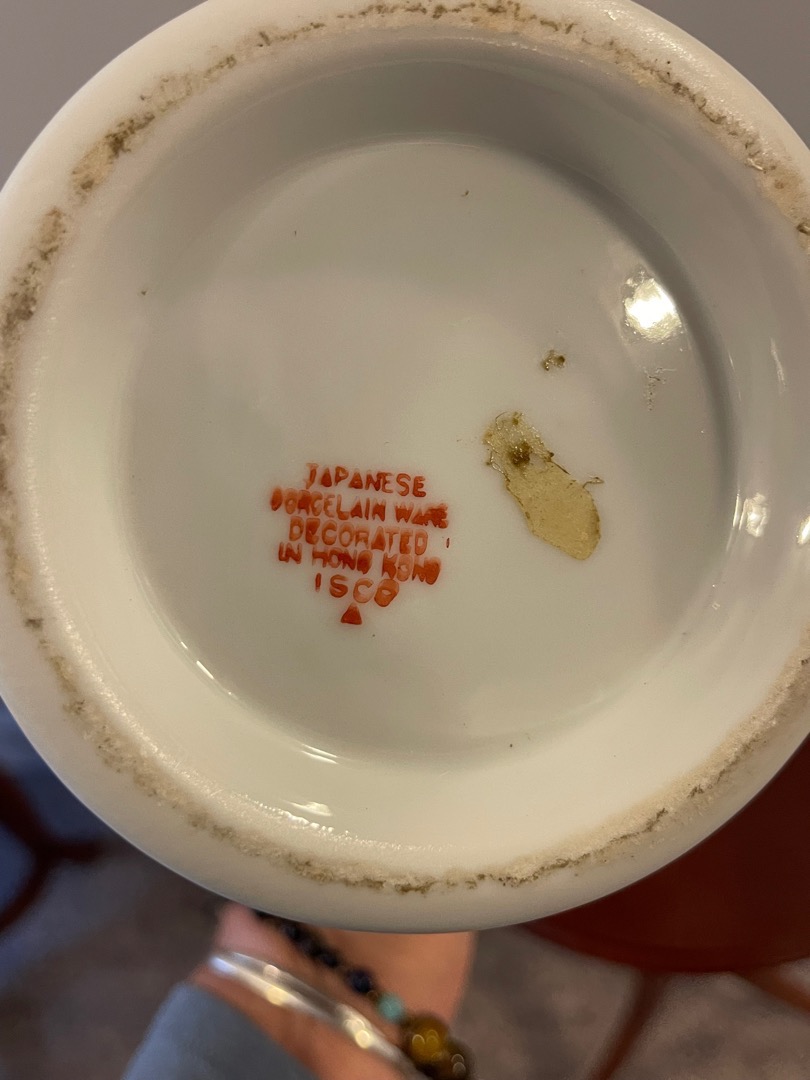 JAPANESE
PORCELAIN WARE
DECORATED
IN HONG KONG
ISCO